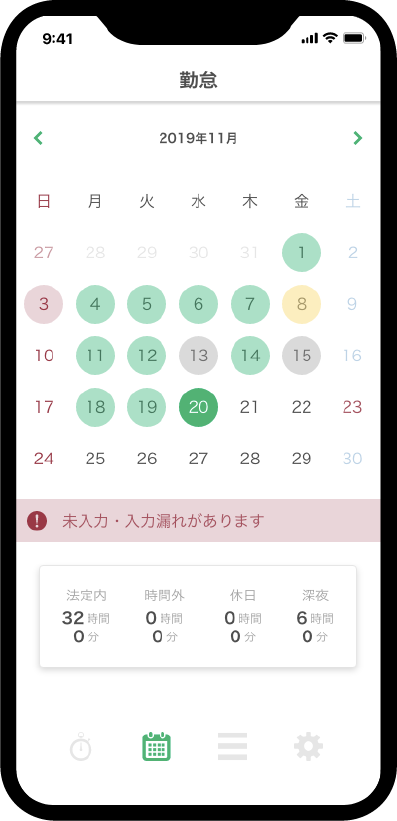 9:41
勤怠
2019年11月
日 月 火 水 木 金 土
27 28 29 30 31 1 2
3 4 5 6 7 8 9
10 11 12 13 14 15 16
17 18 19 20 21 22 23
24 25 26 27 28 29 30
未入力・入力漏れがあります
法定内 時間外 休日 深夜
32 時間 0 時間 0 時間 6 時間
0 分 0 分 0 分 0 分